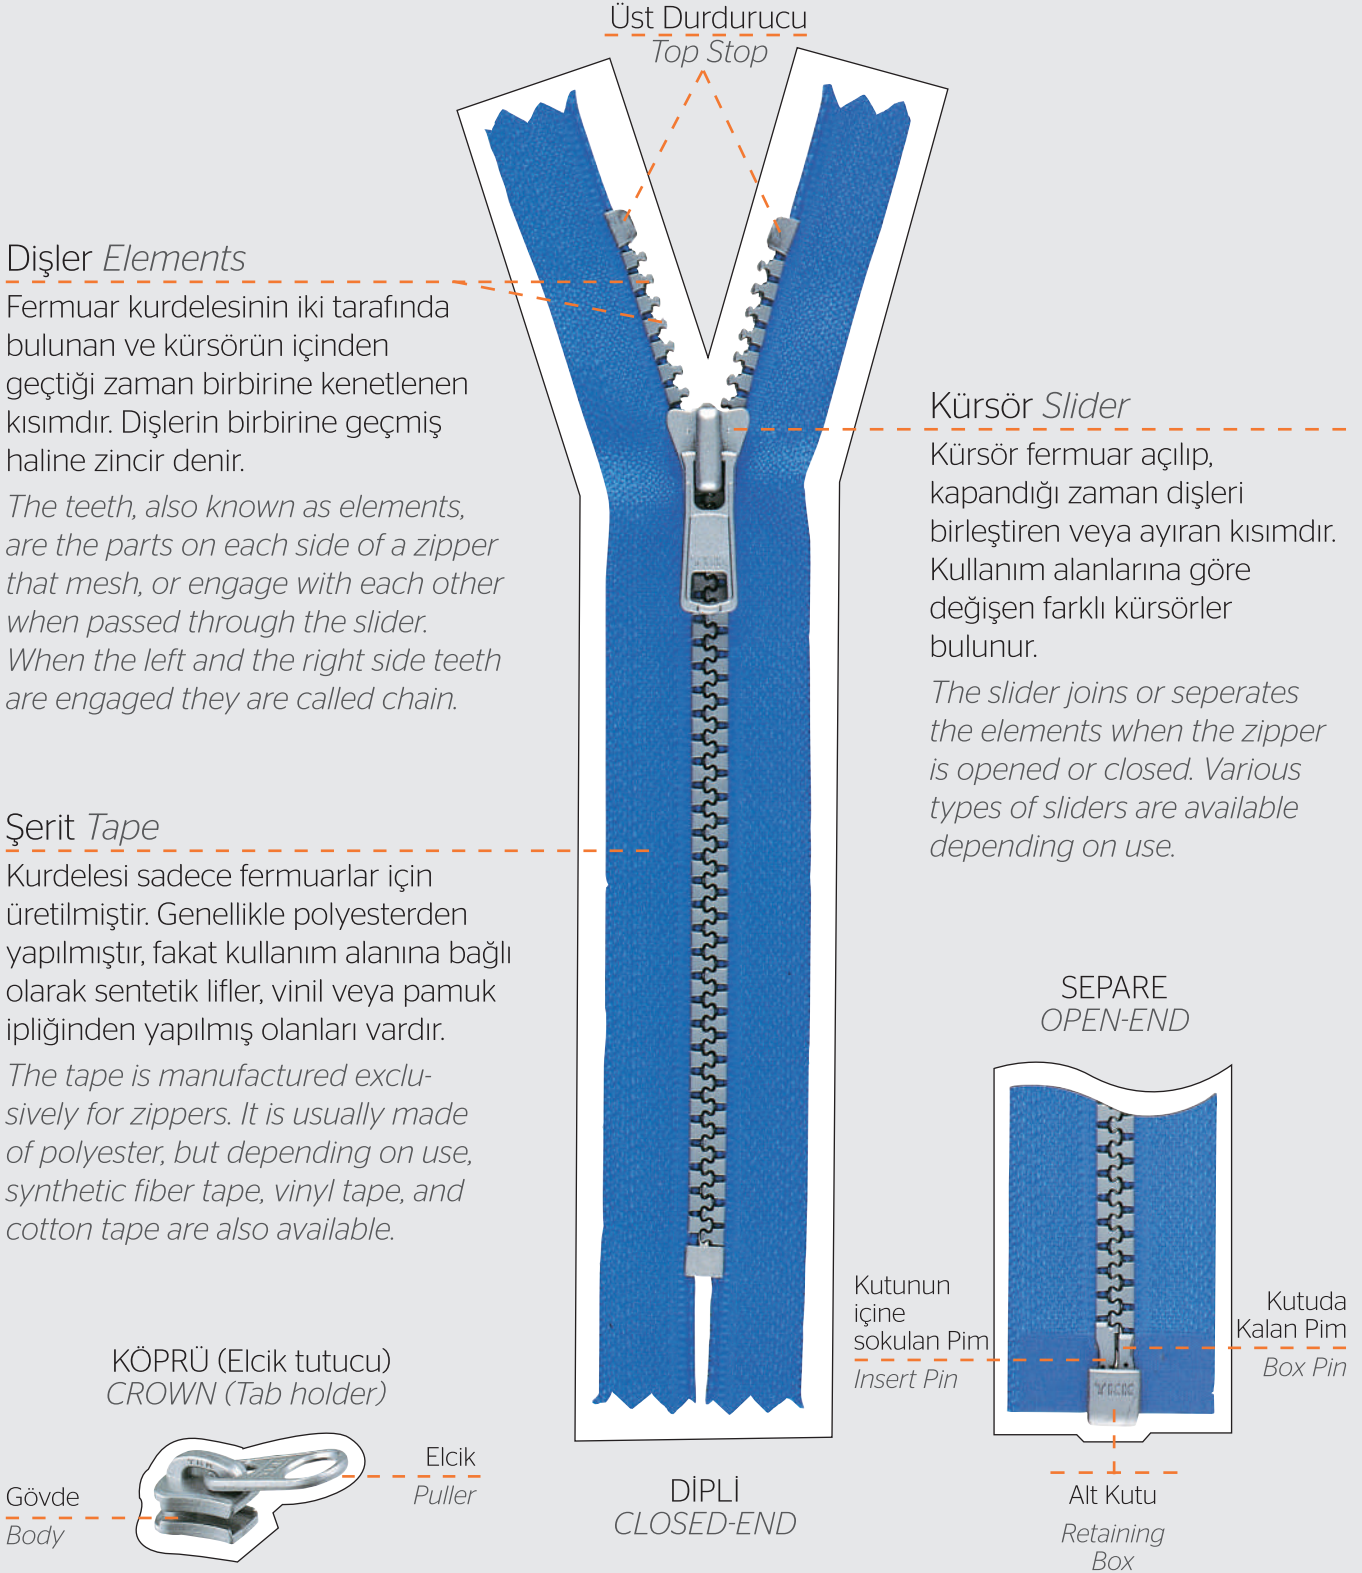 Üst Durdurucu
Top Stop
Dişler Elements
Fermuar kurdelesinin iki tarafında
bulunan ve kürsörün içinden
geçtiği zaman birbirine kenetlenen
kısımdır. Dişlerin birbirine geçmiş
haline zincir denir.
The teeth, also known as elements,
are the parts on each side of a zipper
that mesh, or engage with each other
when passed through the slider.
When the left and the right side teeth
are engaged they are called chain.
Kürsör Slider
Kürsör fermuar açılıp,
kapandığı zaman dişleri
birleştiren veya ayıran kısımdır.
Kullanım alanlarına göre
değişen farklı kürsörler
bulunur.
The slider joins or seperates
the elements when the zipper
is opened or closed. Various
types of sliders are available
depending on use.
YKK
Şerit Tape
Kurdelesi sadece fermuarlar için
üretilmiştir. Genellikle polyesterden
yapılmıştır, fakat kullanım alanına bağlı
olarak sentetik lifler, vinil veya pamuk
ipliğinden yapılmış olanları vardır.
The tape is manufactured exclu-
sively for zippers. It is usually made
of polyester, but depending on use,
synthetic fiber tape, vinyl tape, and
cotton tape are also available.
SEPARE
OPEN-END
Kutunun
içine
sokulan Pim
Insert Pin
Kutuda
Kalan Pim
Box Pin
YKK
Alt Kutu
Retaining
Box
KÖPRÜ (Elcik tutucu)
CROWN (Tab holder)
YKK
Elcik
Puller
Gövde
Body
DİPLİ
CLOSED-END